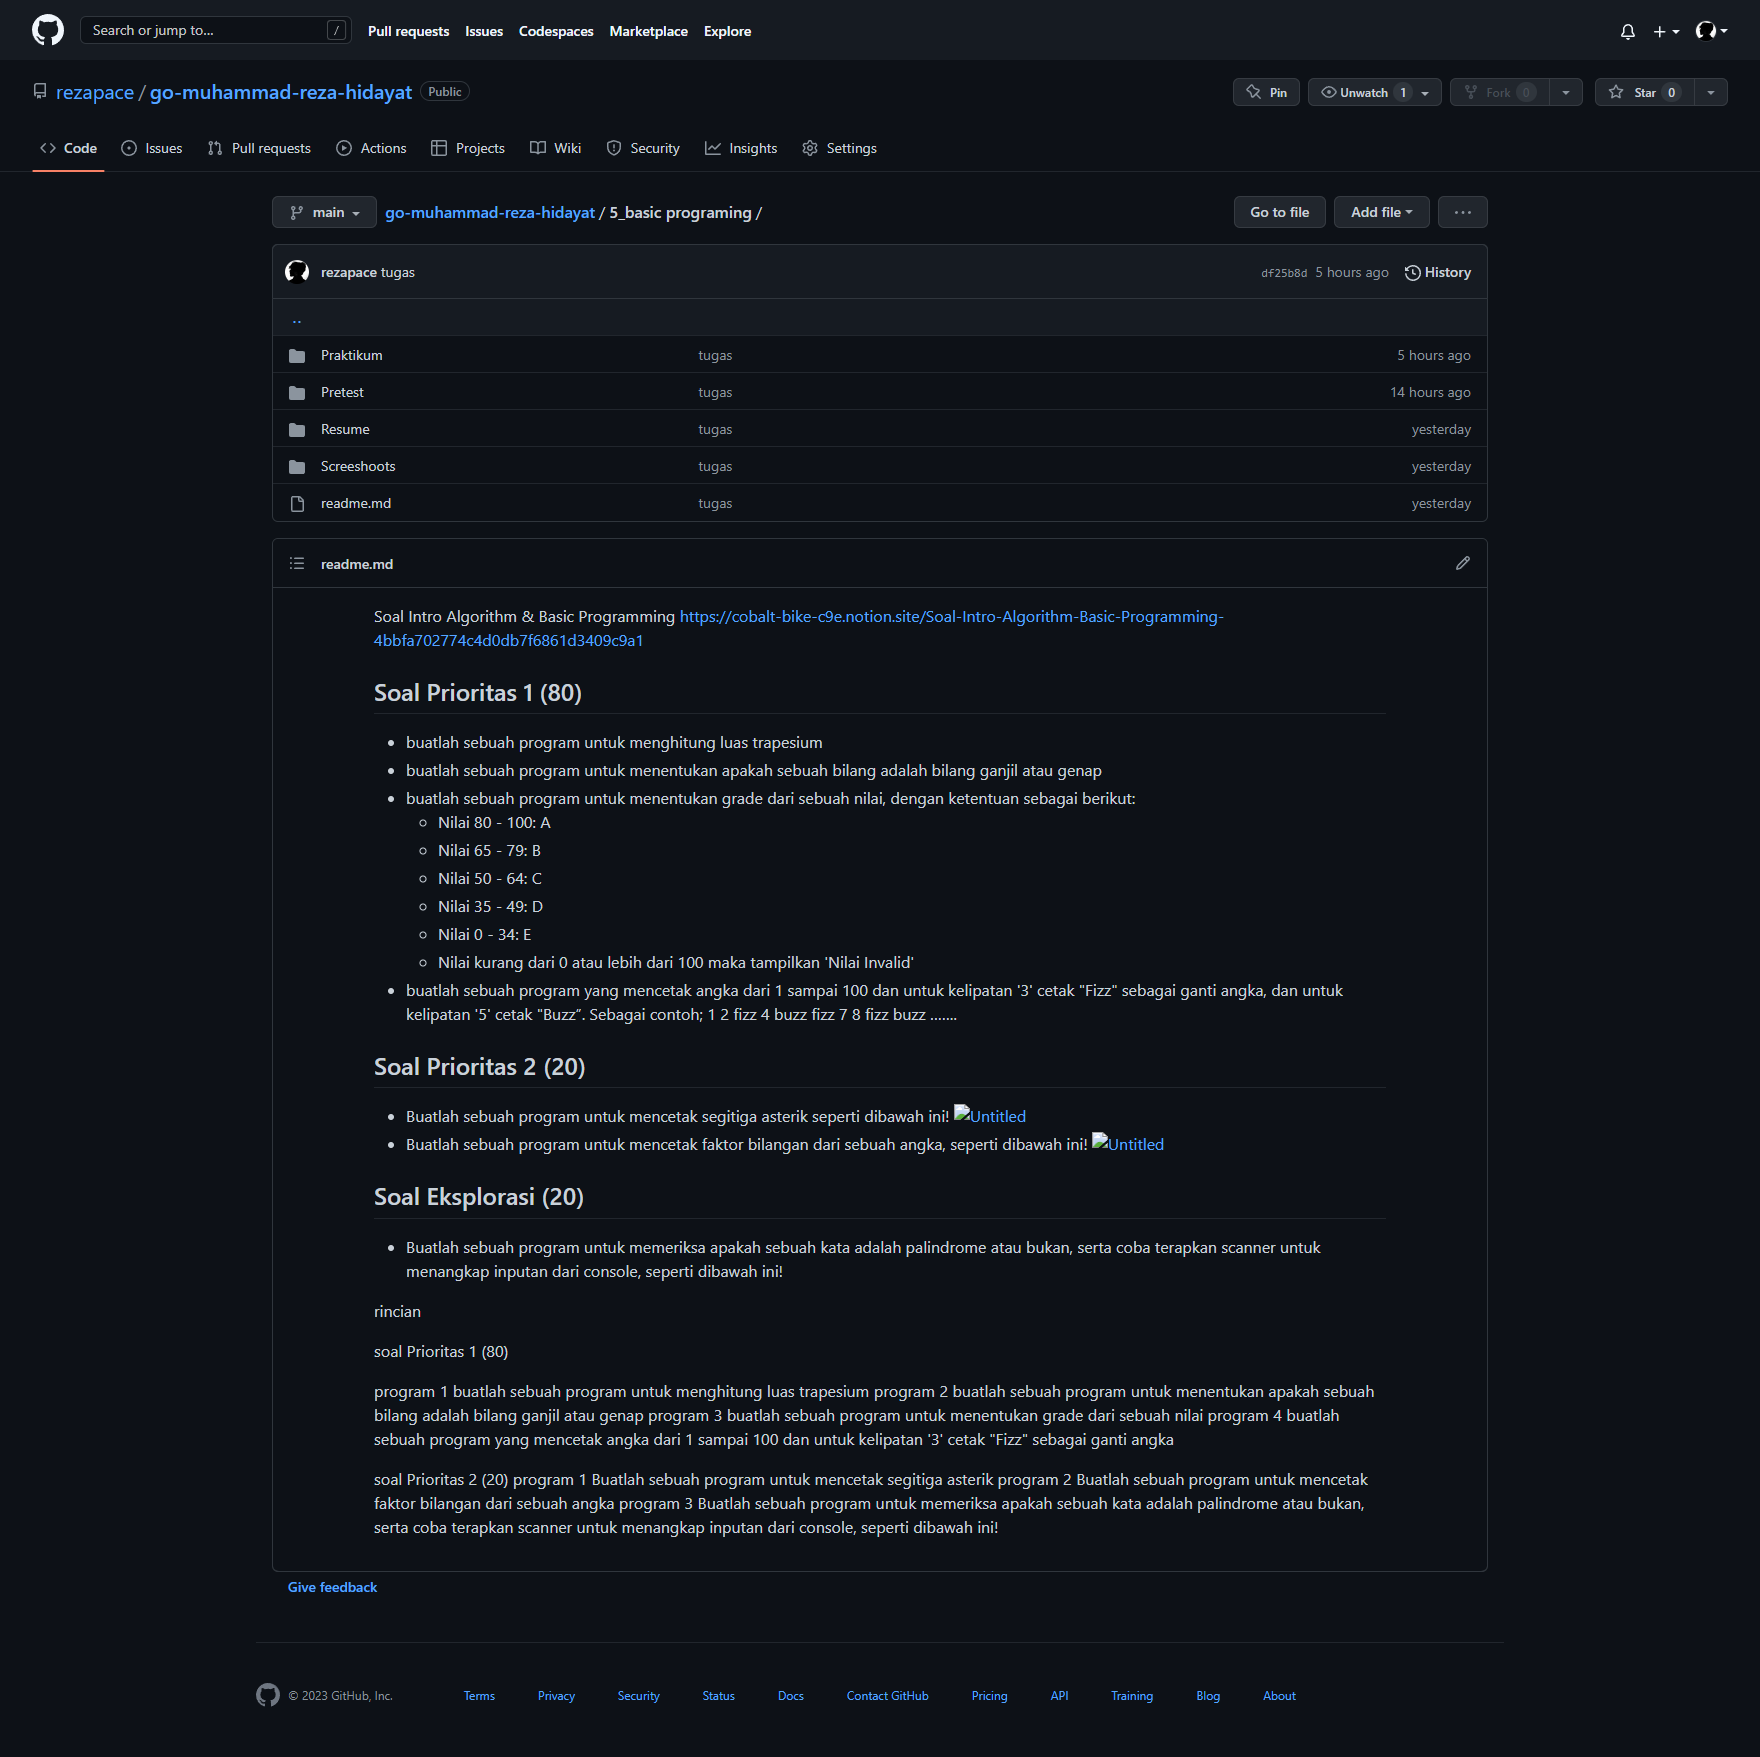 Search or jump to... /
Pull requests Issues Codespaces Marketplace Explore
rezapace / go-muhammad-reza-hidayat Public
Pin Unwatch 1 Fork 0 Star 0
Code Issues Pull requests Actions Projects Wiki Security Insights Settings
main go-muhammad-reza-hidayat / 5_basic programing /
Go to file Add file ...
rezapace tugas df25b8d 5 hours ago History
..
Praktikum tugas 5 hours ago
Pretest tugas 14 hours ago
Resume tugas yesterday
Screeshoots tugas yesterday
readme.md tugas yesterday
readme.md
Soal Intro Algorithm & Basic Programming https://cobalt-bike-c9e.notion.site/Soal-Intro-Algorithm-Basic-Programming-
4bbfa702774c4d0db7f6861d3409c9a1
Soal Prioritas 1 (80)
• buatlah sebuah program untuk menghitung luas trapesium
• buatlah sebuah program untuk menentukan apakah sebuah bilang adalah bilang ganjil atau genap
• buatlah sebuah program untuk menentukan grade dari sebuah nilai, dengan ketentuan sebagai berikut:
◦ Nilai 80 - 100: A
◦ Nilai 65 - 79: B
◦ Nilai 50 - 64: C
◦ Nilai 35 - 49: D
◦ Nilai 0 - 34: E
◦ Nilai kurang dari 0 atau lebih dari 100 maka tampilkan 'Nilai Invalid'
• buatlah sebuah program yang mencetak angka dari 1 sampai 100 dan untuk kelipatan '3' cetak "Fizz" sebagai ganti angka, dan untuk
kelipatan '5' cetak "Buzz”. Sebagai contoh; 1 2 fizz 4 buzz fizz 7 8 fizz buzz .......
Soal Prioritas 2 (20)
• Buatlah sebuah program untuk mencetak segitiga asterik seperti dibawah ini! Untitled
• Buatlah sebuah program untuk mencetak faktor bilangan dari sebuah angka, seperti dibawah ini! Untitled
Soal Eksplorasi (20)
• Buatlah sebuah program untuk memeriksa apakah sebuah kata adalah palindrome atau bukan, serta coba terapkan scanner untuk
menangkap inputan dari console, seperti dibawah ini!
rincian
soal Prioritas 1 (80)
program 1 buatlah sebuah program untuk menghitung luas trapesium program 2 buatlah sebuah program untuk menentukan apakah sebuah
bilang adalah bilang ganjil atau genap program 3 buatlah sebuah program untuk menentukan grade dari sebuah nilai program 4 buatlah
sebuah program yang mencetak angka dari 1 sampai 100 dan untuk kelipatan '3' cetak "Fizz" sebagai ganti angka
soal Prioritas 2 (20) program 1 Buatlah sebuah program untuk mencetak segitiga asterik program 2 Buatlah sebuah program untuk mencetak
faktor bilangan dari sebuah angka program 3 Buatlah sebuah program untuk memeriksa apakah sebuah kata adalah palindrome atau bukan,
serta coba terapkan scanner untuk menangkap inputan dari console, seperti dibawah ini!
Give feedback
© 2023 GitHub, Inc. Terms Privacy Security Status Docs Contact GitHub Pricing API Training Blog About